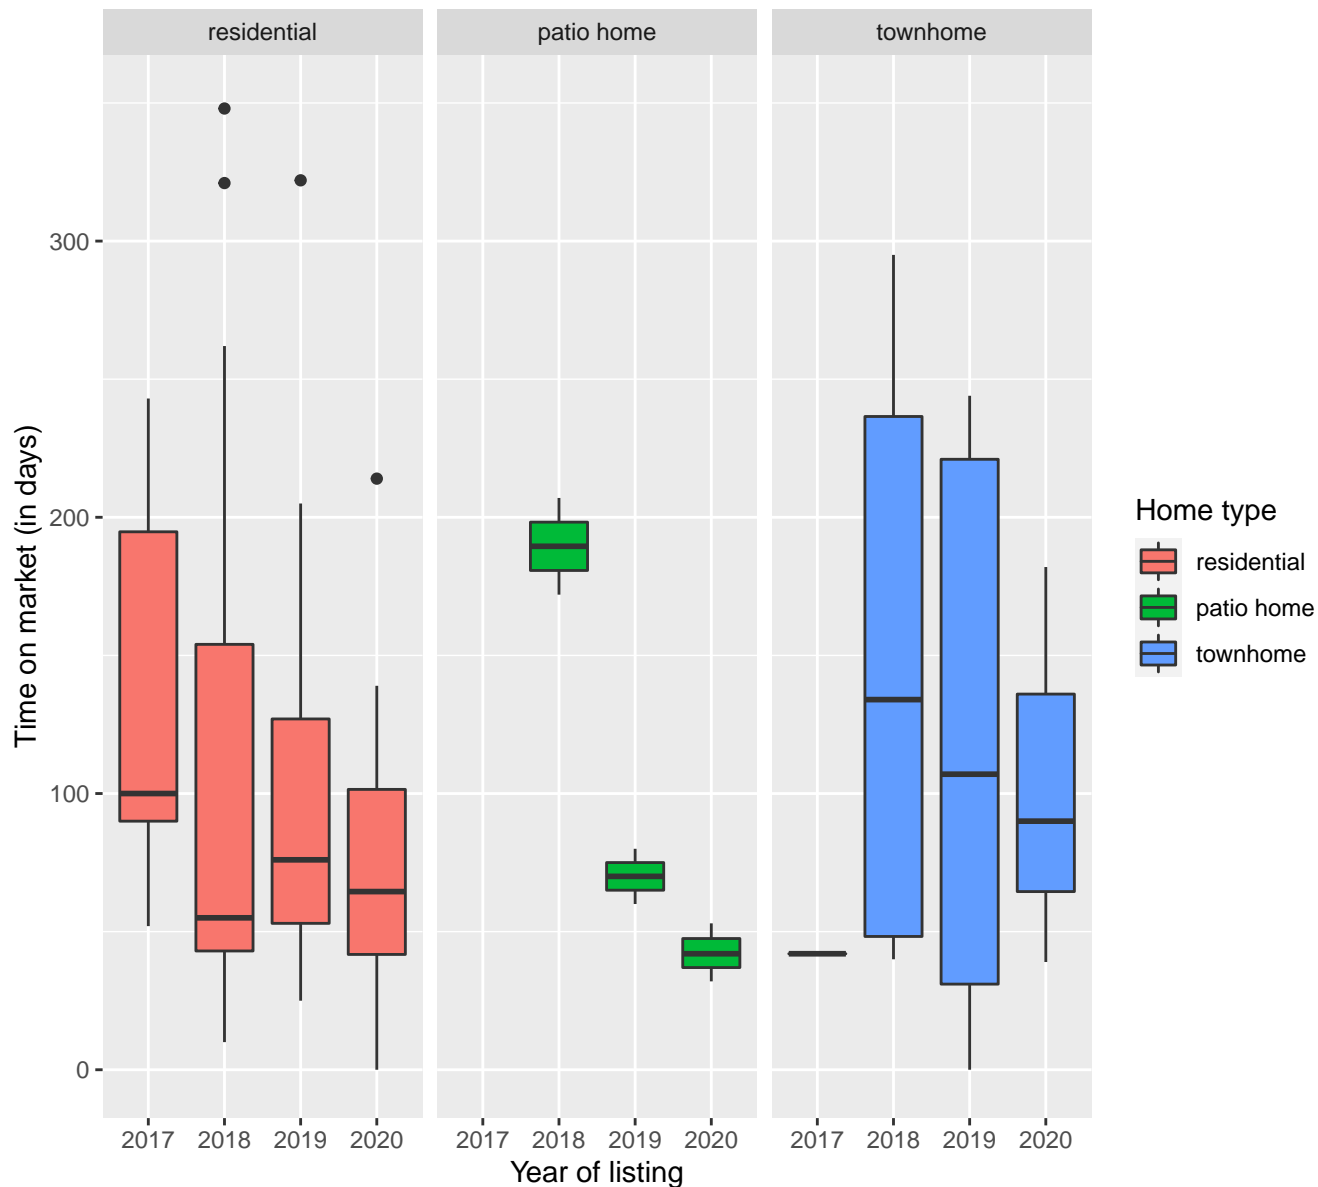 residential patio home townhome
300
200
100
0
Time on market (in days)
2017 2018 2019 2020 2017 2018 2019 2020 2017 2018 2019 2020
Year of listing
Home type
residential
patio home
townhome